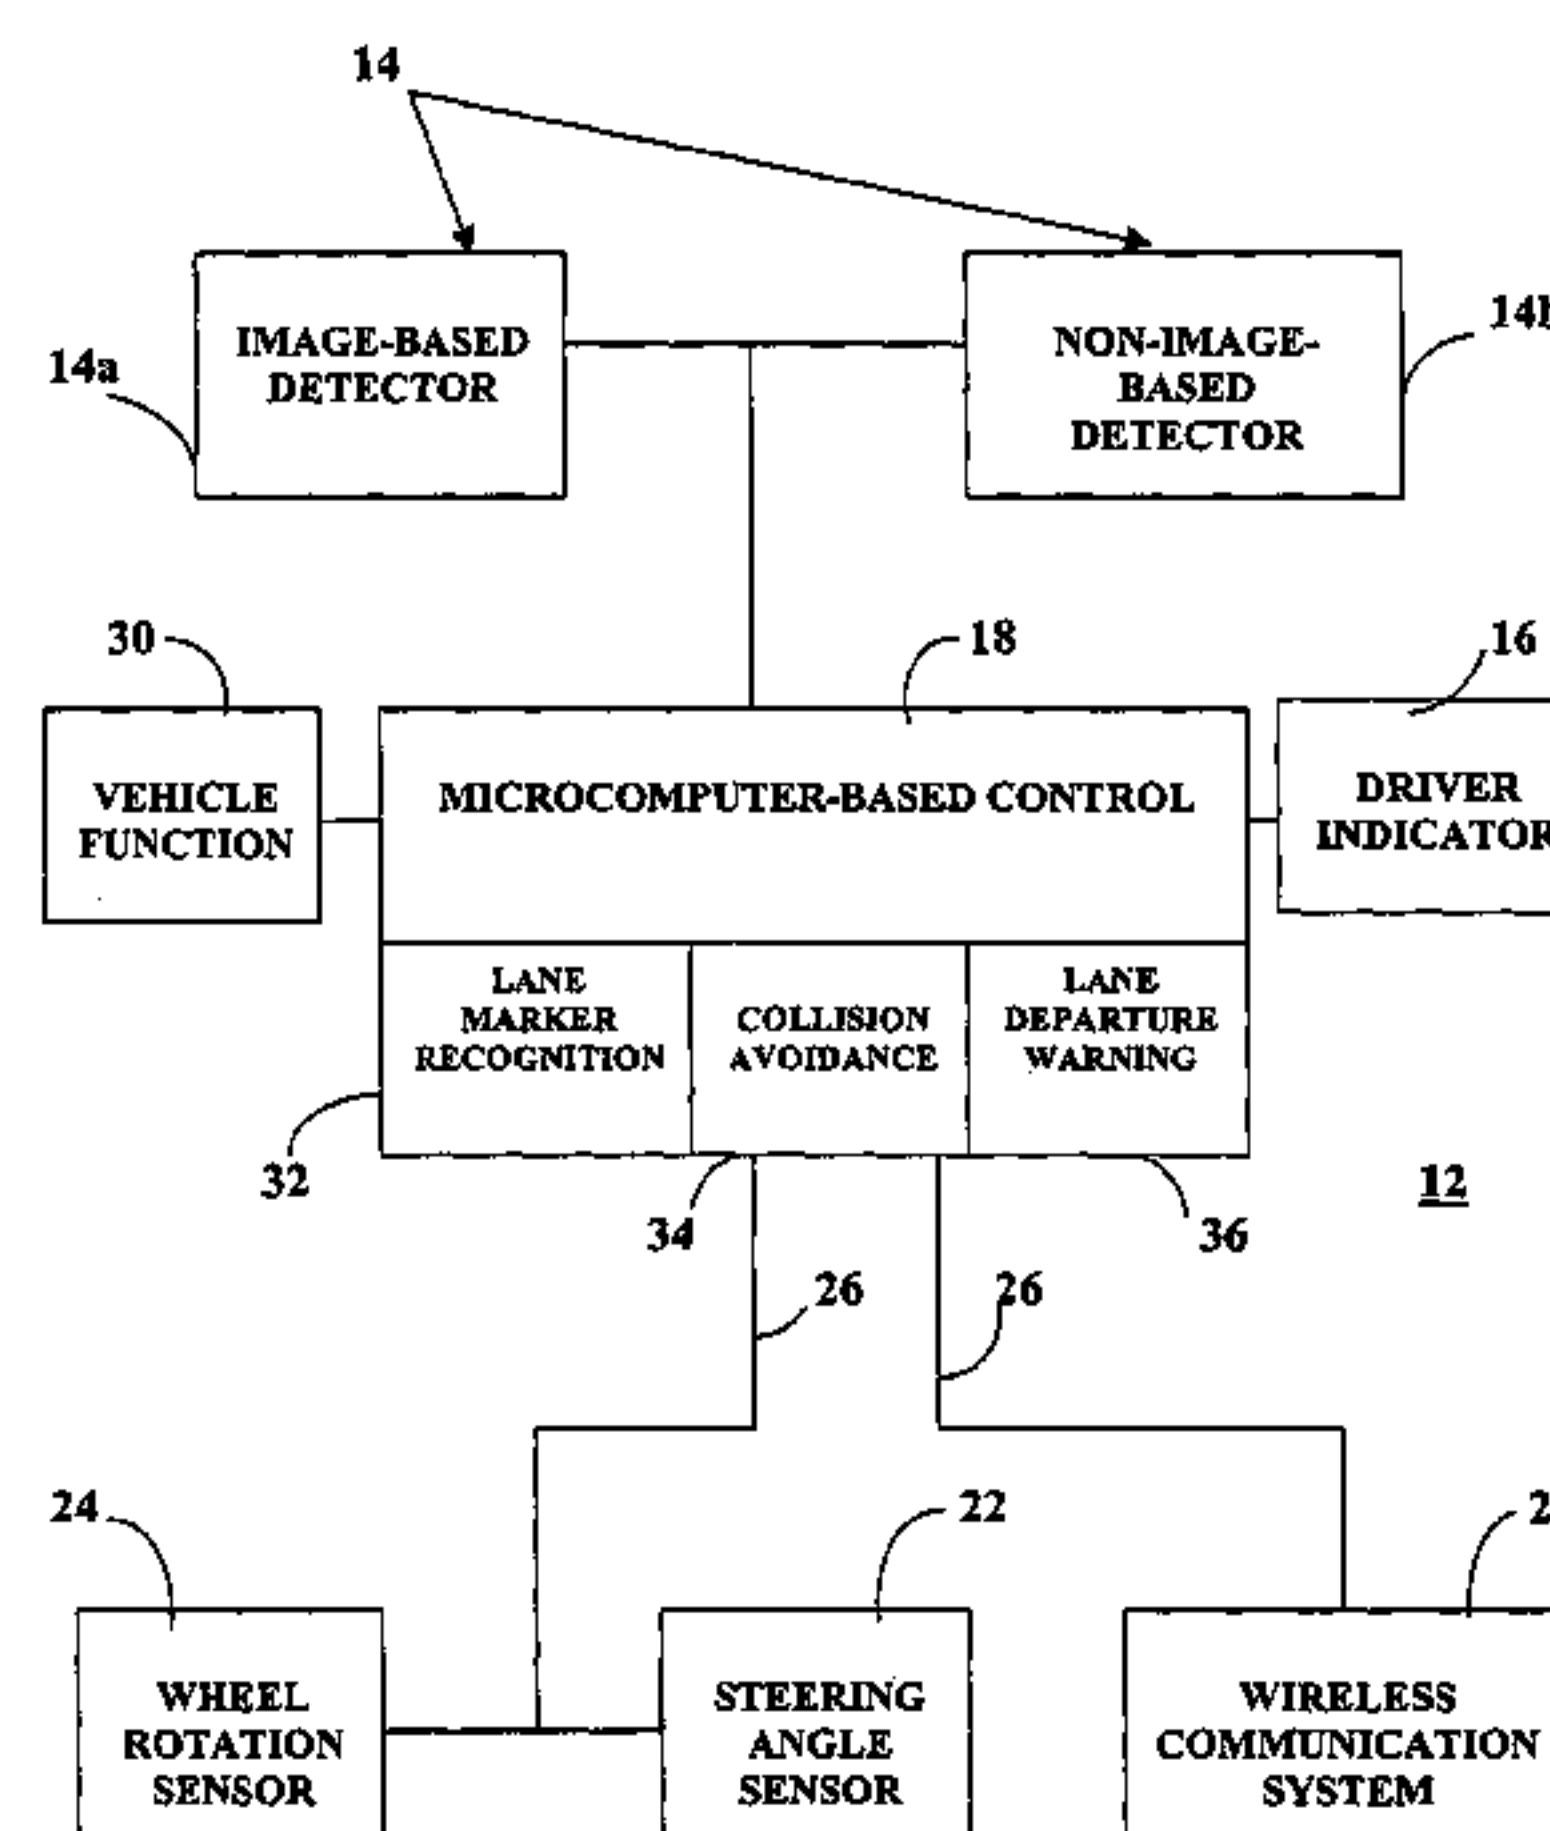 14
IMAGE-BASED
DETECTOR
14a
NON-IMAGE-
BASED
DETECTOR
30
18
16
VEHICLE
FUNCTION
MICROCOMPUTER-BASED CONTROL
DRIVER
INDICATOR
LANE
MARKER
RECOGNITION
COLLISION
AVOIDANCE
LANE
DEPARTURE
WARNING
32
34
36
12
26
26
24
22
WHEEL
ROTATION
SENSOR
STEERING
ANGLE
SENSOR
WIRELESS
COMMUNICATION
SYSTEM